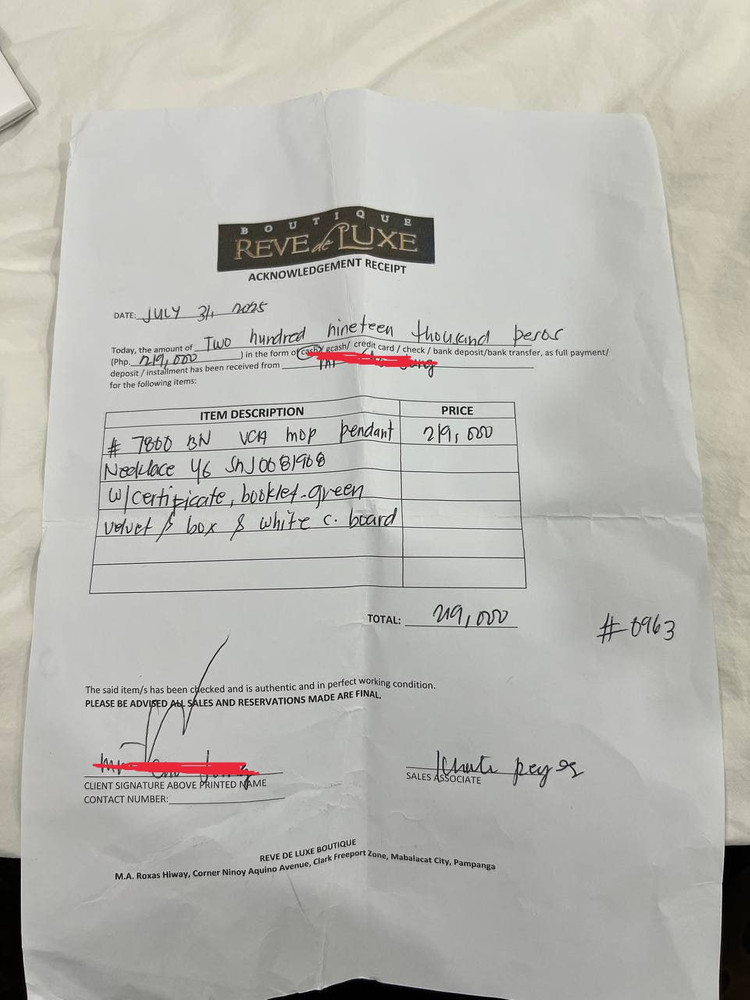 BOUTIQUE
REVE de LUXE
ACKNOWLEDGEMENT RECEIPT
DATE: JULY 31, 2025
Today, the amount of Two hundred nineteen thousand pesos
(Php. 219,000 ) in the form of cash/ gcash/ credit card / check / bank deposit/bank transfer, as full payment/
deposit / installment has been received from
for the following items:
ITEM DESCRIPTION PRICE
# 7800 BN VCA mop pendant 219,000
Necklace YG SNJ0081908
w/certificate, booklet-green
velvet & box & white c. board
TOTAL: 219,000
#0963
The said item/s has been checked and is authentic and in perfect working condition.
PLEASE BE ADVISED ALL SALES AND RESERVATIONS MADE ARE FINAL.
CLIENT SIGNATURE ABOVE PRINTED NAME
CONTACT NUMBER:
SALES ASSOCIATE
REVE DE LUXE BOUTIQUE
M.A. Roxas Hiway, Corner Ninoy Aquino Avenue, Clark Freeport Zone, Mabalacat City, Pampanga